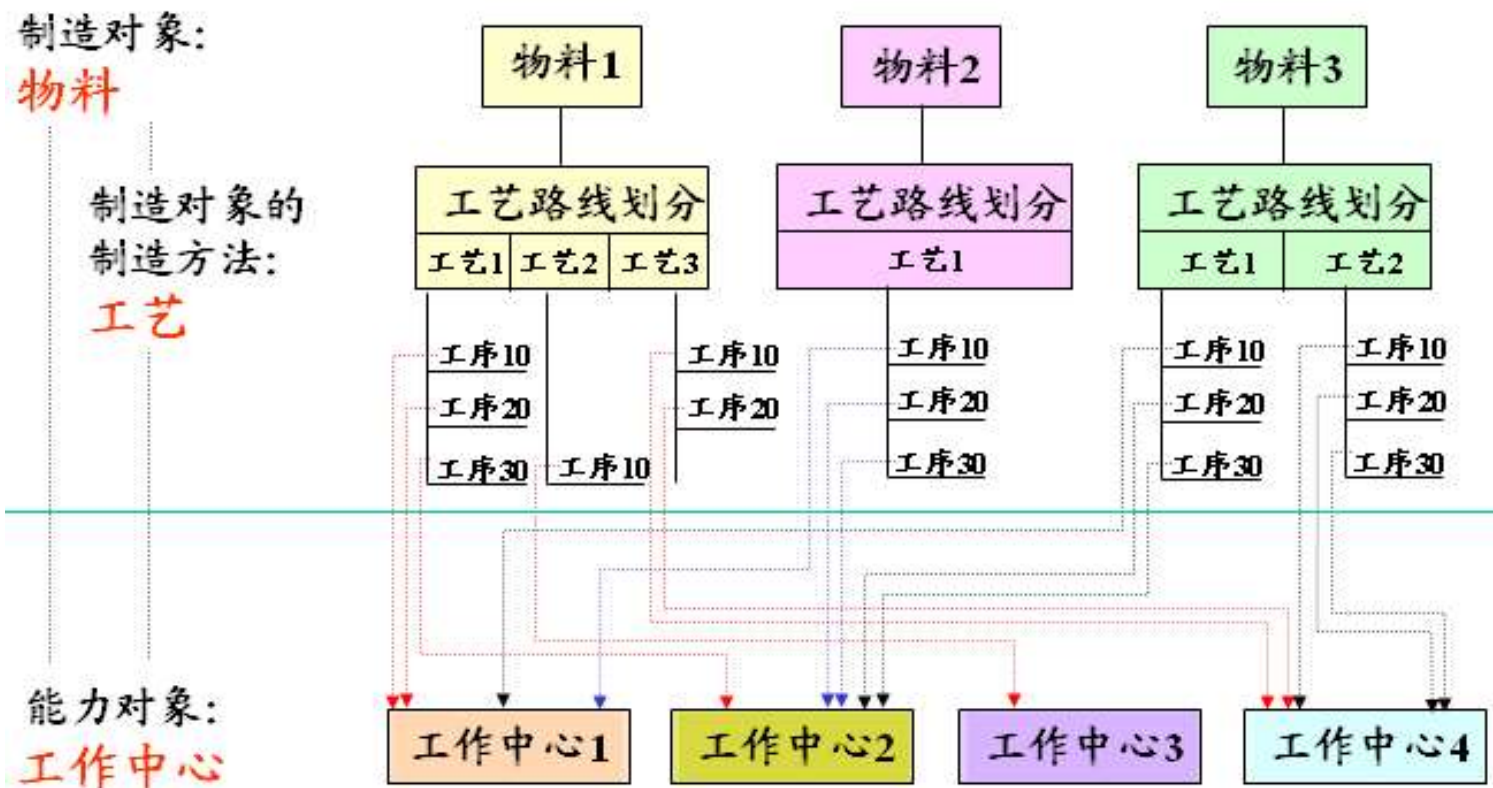 制造对象:
物料
物料1
物料2
物料3
制造对象的
制造方法:
工艺
工艺路线划分
工艺1 工艺2 工艺3
工艺路线划分
工艺1
工艺路线划分
工艺1 工艺2
工序10
工序20
工序30
工序10
工序10
工序20
工序10
工序20
工序30
工序10
工序20
工序30
工序10
工序20
工序30
能力对象:
工作中心
工作中心1
工作中心2
工作中心3
工作中心4